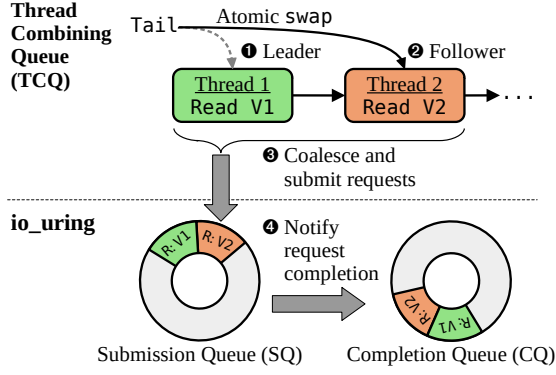 Thread
Combining
Queue
(TCQ)
Tail
Atomic swap
❶ Leader
❷ Follower
Thread 1
Read V1
Thread 2
Read V2
...
❸ Coalesce and
submit requests
io_uring
R: V1
R: V2
❹ Notify
request
completion
R: V2
R: V1
Submission Queue (SQ)
Completion Queue (CQ)